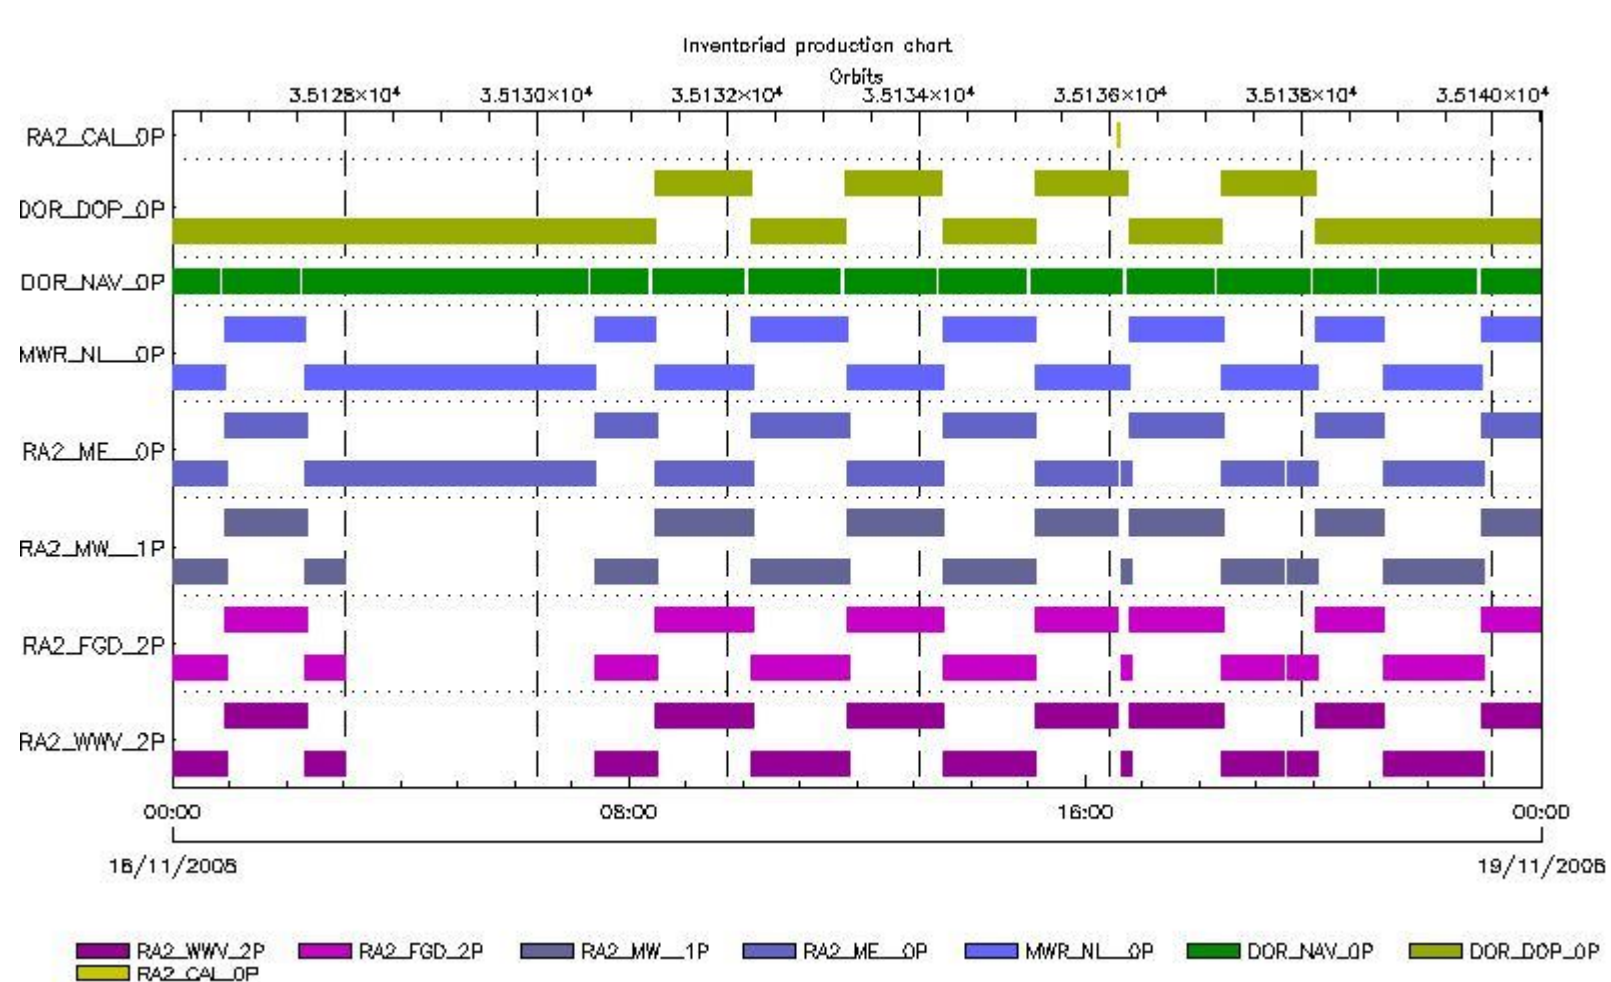 Inventoried production chart
Orbits
3.5128×10⁴ 3.5130×10⁴ 3.5132×10⁴ 3.5134×10⁴ 3.5136×10⁴ 3.5138×10⁴ 3.5140×10⁴
RA2_CAL_0P
DOR_DOP_0P
DOR_NAV_0P
MWR_NL__0P
RA2_ME__0P
RA2_MW__1P
RA2_FGD_2P
RA2_WWV_2P
00:00 08:00 16:00 00:00
18/11/2008 19/11/2008
RA2_WWV_2P RA2_FGD_2P RA2_MW__1P RA2_ME__0P MWR_NL__0P DOR_NAV_0P DOR_DOP_0P
RA2_CAL_0P